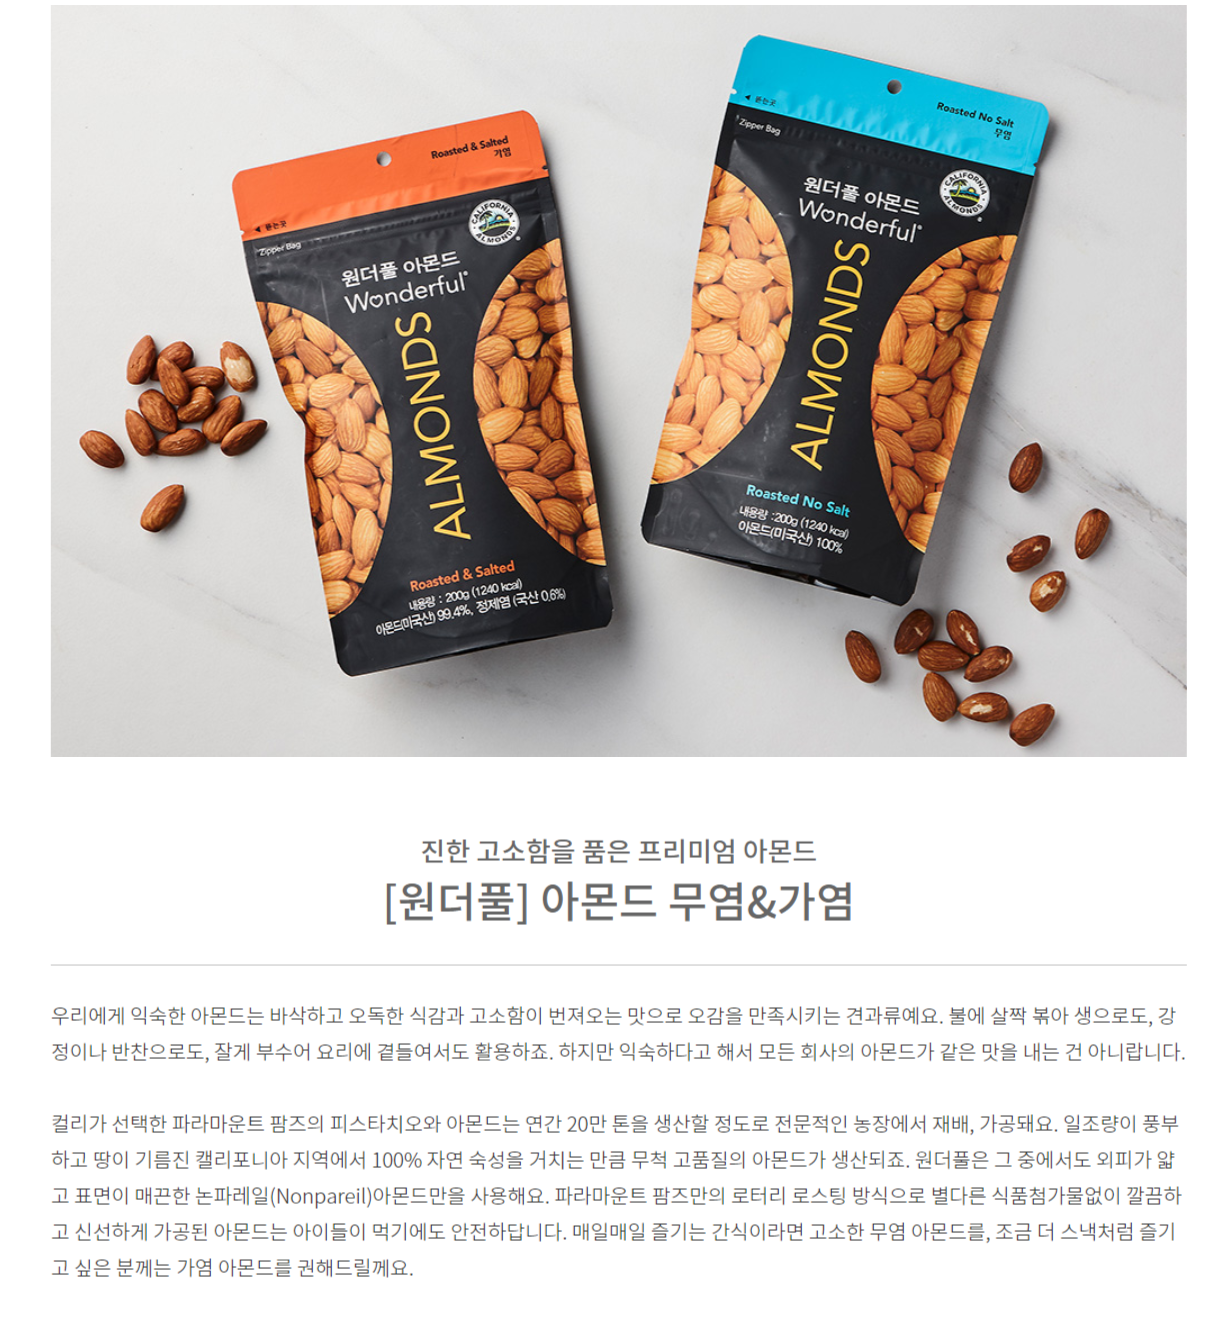 Roasted & Salted
가염
◀ 뜯는곳
Zipper Bag
CALIFORNIA ALMONDS
원더풀 아몬드
Wonderful
ALMONDS
Roasted & Salted
내용량 : 200g (1240 kcal)
아몬드(미국산) 99.4%, 정제염 (국산 0.6%)
Roasted No Salt
무염
◀ 뜯는곳
Zipper Bag
CALIFORNIA ALMONDS
원더풀 아몬드
Wonderful
ALMONDS
Roasted No Salt
내용량 : 200g (1240 kcal)
아몬드(미국산) 100%
진한 고소함을 품은 프리미엄 아몬드
[원더풀] 아몬드 무염&가염
우리에게 익숙한 아몬드는 바삭하고 오독한 식감과 고소함이 번져오는 맛으로 오감을 만족시키는 견과류예요. 불에 살짝 볶아 생으로도, 강
정이나 반찬으로도, 잘게 부수어 요리에 곁들여서도 활용하죠. 하지만 익숙하다고 해서 모든 회사의 아몬드가 같은 맛을 내는 건 아니랍니다.
컬리가 선택한 파라마운트 팜즈의 피스타치오와 아몬드는 연간 20만 톤을 생산할 정도로 전문적인 농장에서 재배, 가공돼요. 일조량이 풍부
하고 땅이 기름진 캘리포니아 지역에서 100% 자연 숙성을 거치는 만큼 무척 고품질의 아몬드가 생산되죠. 원더풀은 그 중에서도 외피가 얇
고 표면이 매끈한 논파레일(Nonpareil)아몬드만을 사용해요. 파라마운트 팜즈만의 로터리 로스팅 방식으로 별다른 식품첨가물없이 깔끔하
고 신선하게 가공된 아몬드는 아이들이 먹기에도 안전하답니다. 매일매일 즐기는 간식이라면 고소한 무염 아몬드를, 조금 더 스낵처럼 즐기
고 싶은 분께는 가염 아몬드를 권해드릴께요.